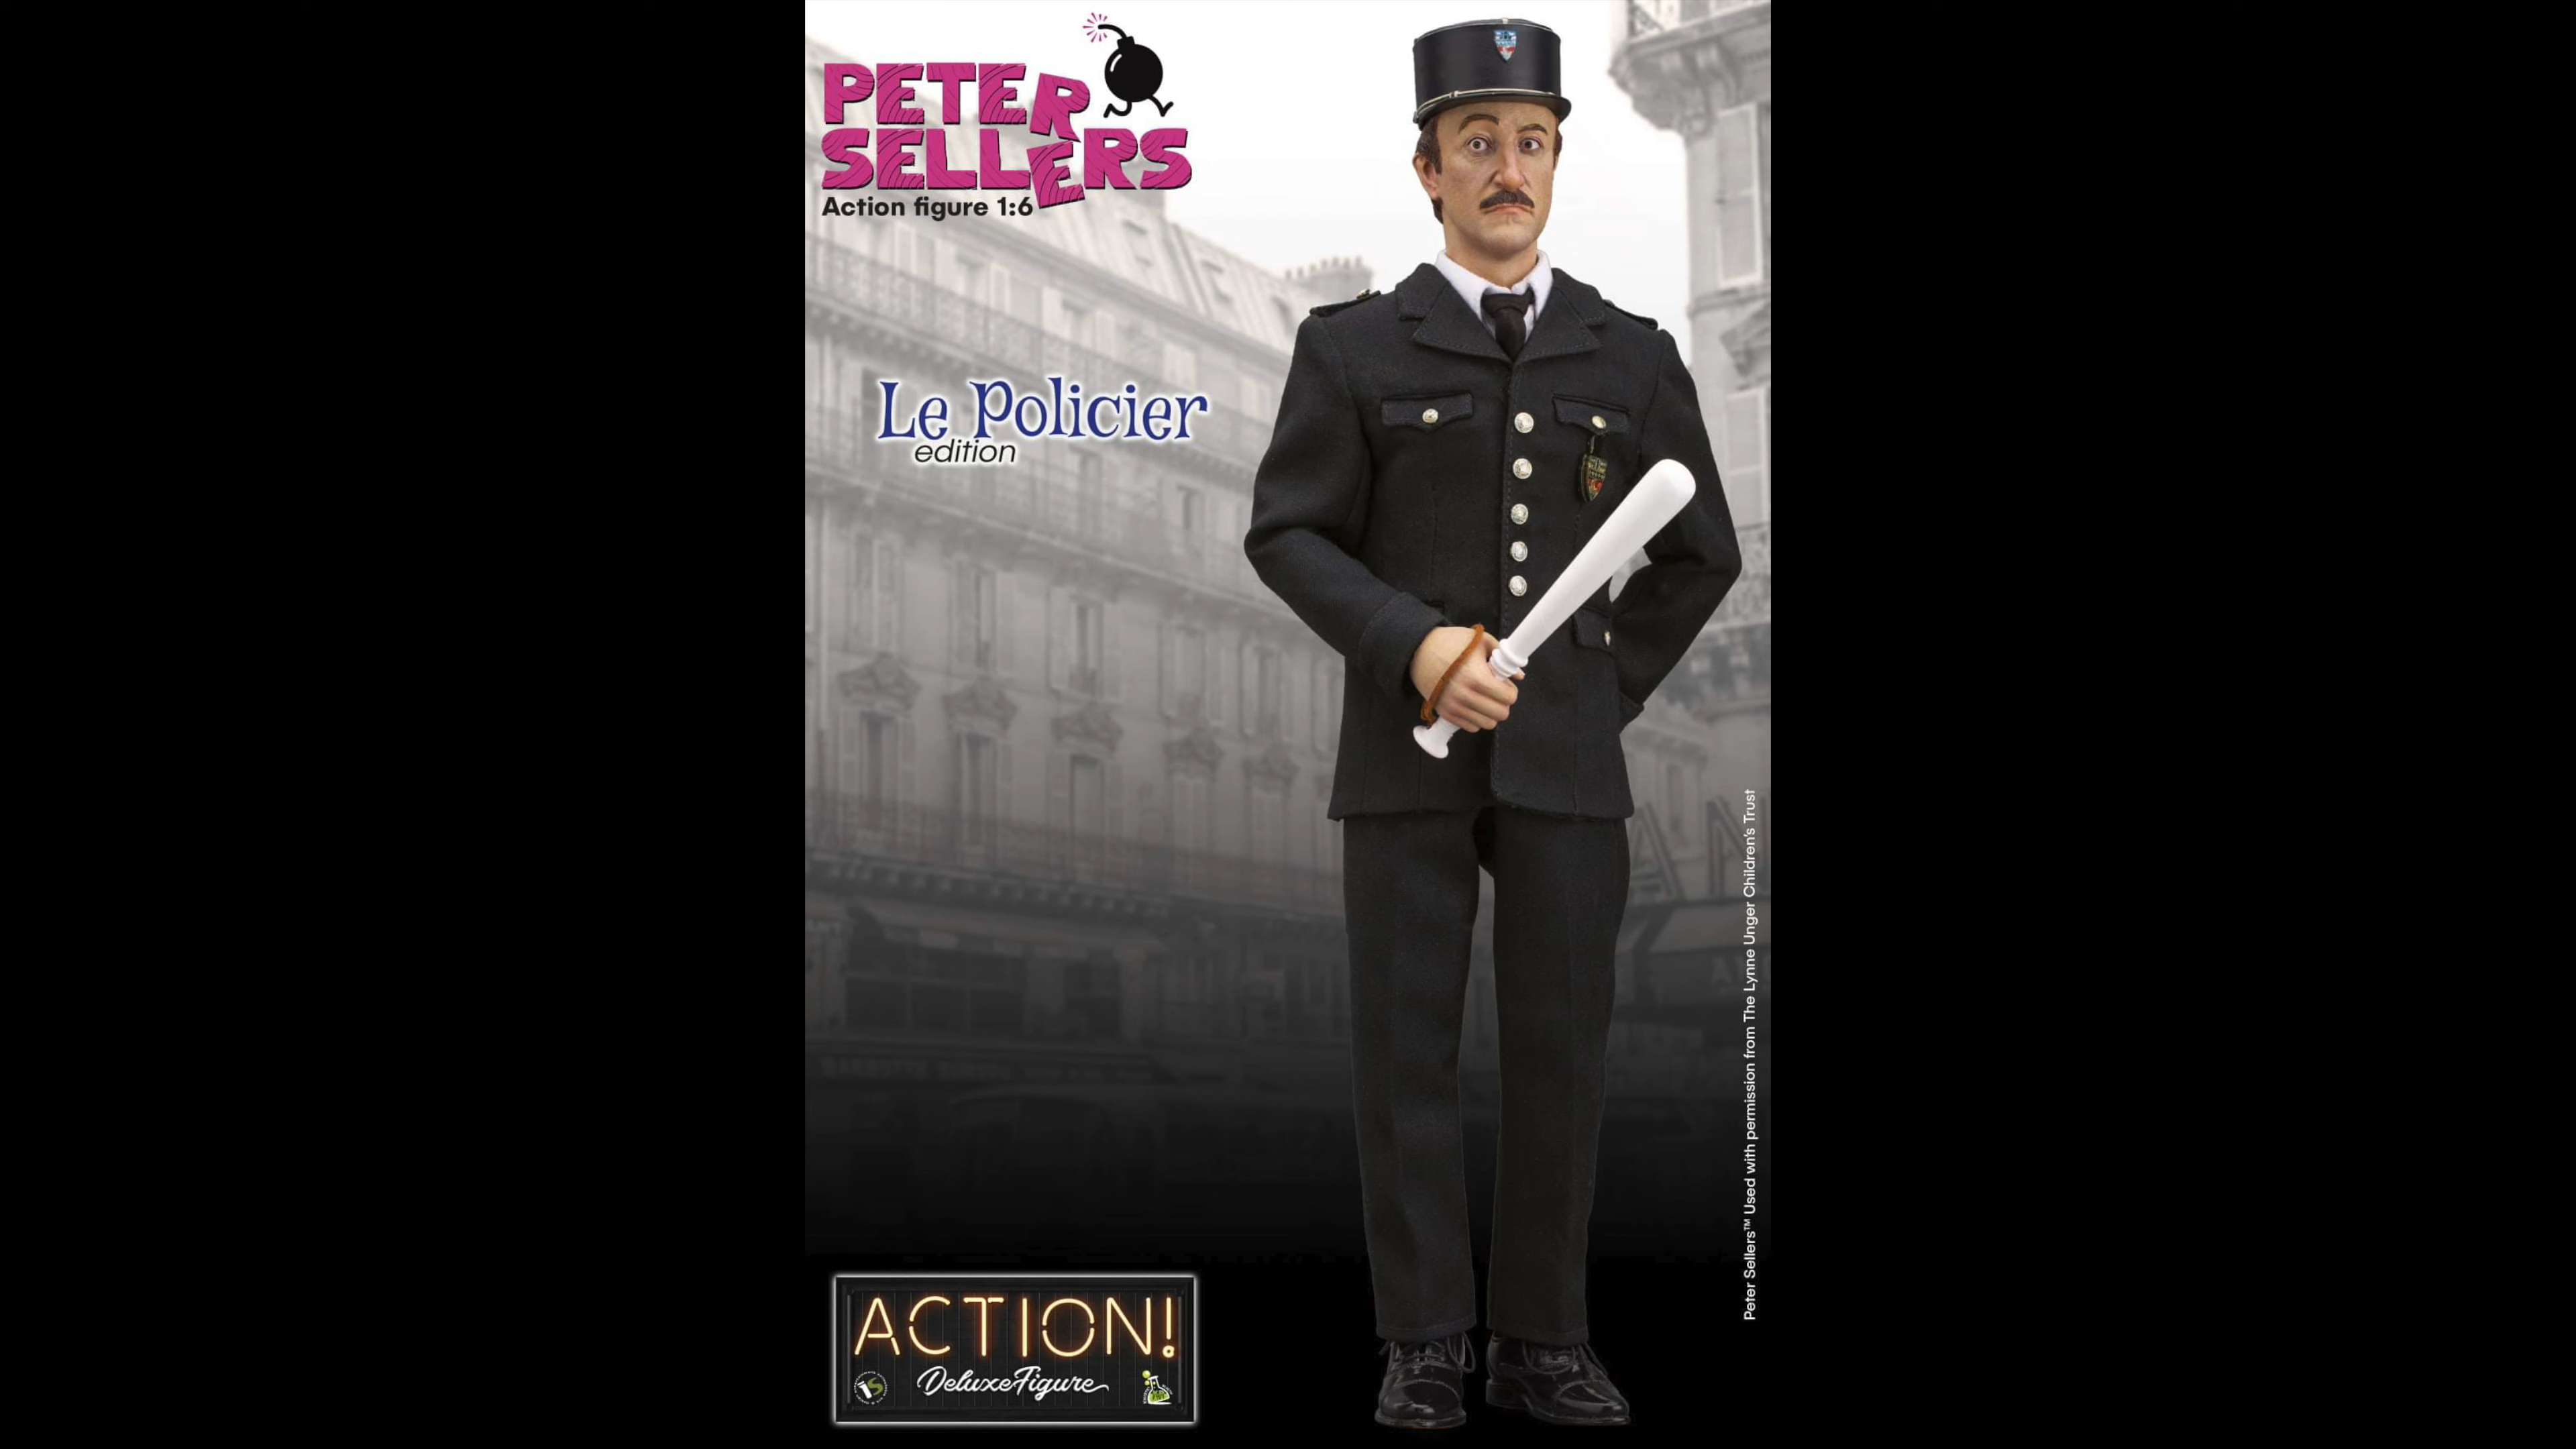 PETER
SELLERS
Action figure 1:6
Le Policier
edition
Peter Sellers™ Used with permission from The Lynne Unger Children's Trust
ACTION!
DeluxeFigure